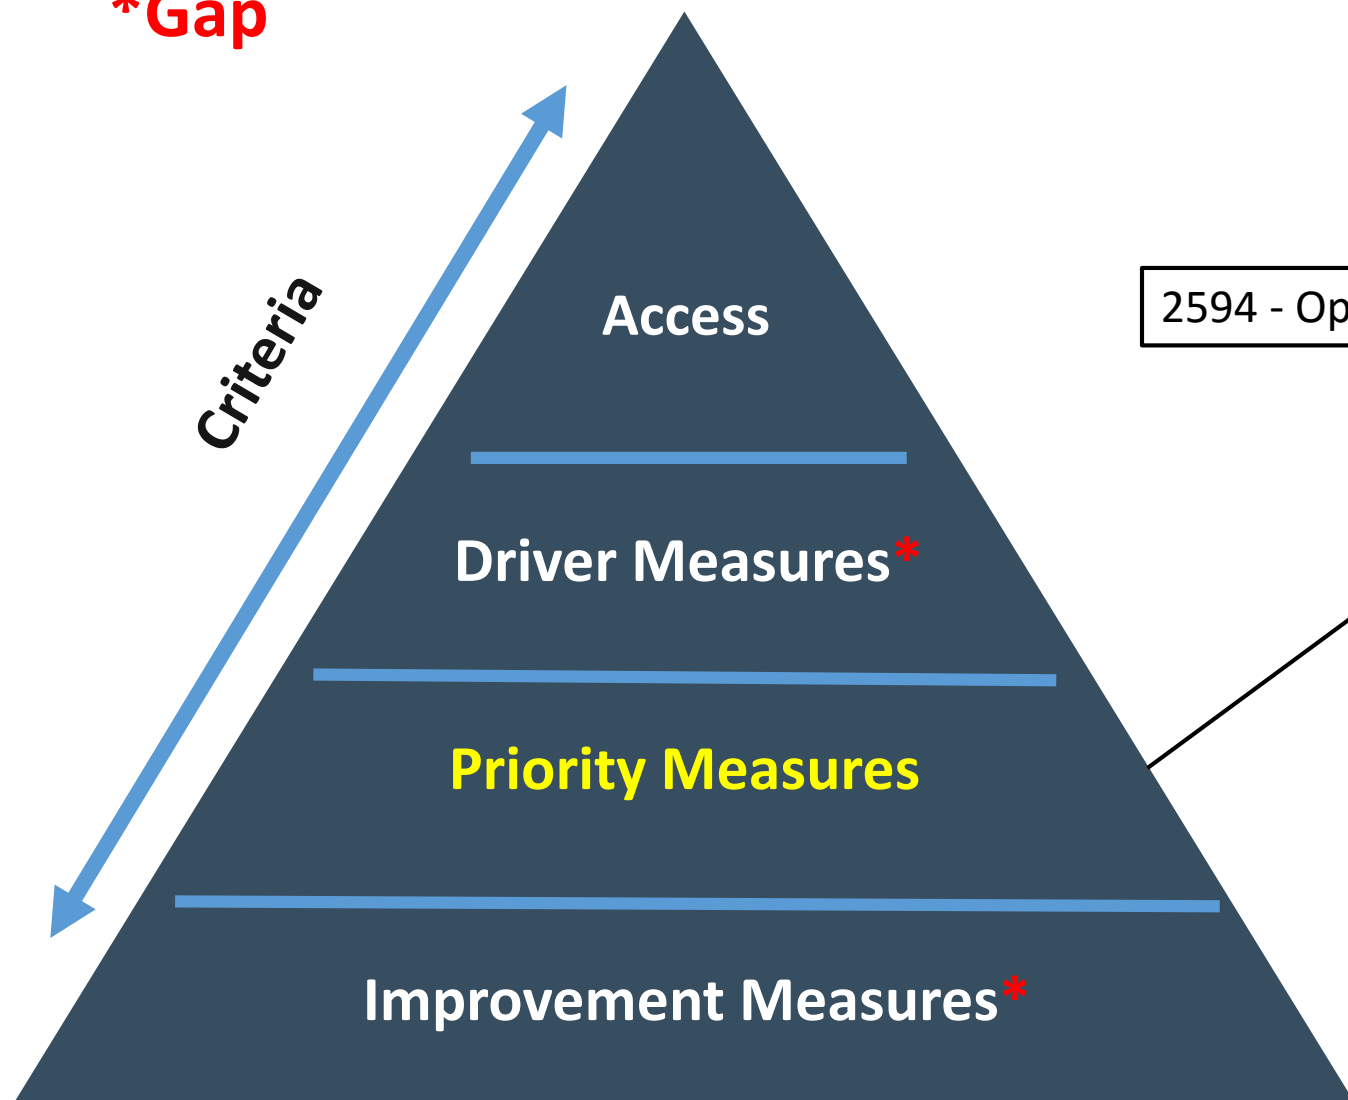 *Gap
Criteria
Access
2594 - Op
Driver Measures*
Priority Measures
Improvement Measures*